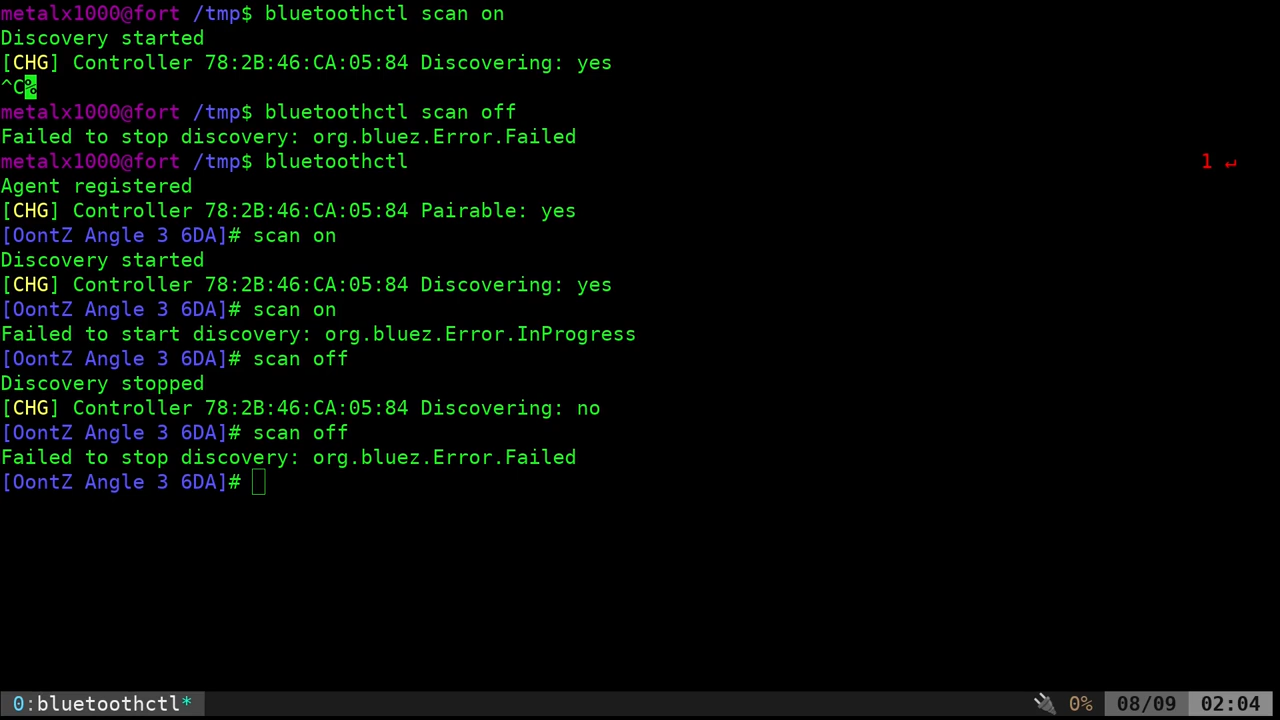 metalx1000@fort /tmp$ bluetoothctl scan on
Discovery started
[CHG] Controller 78:2B:46:CA:05:84 Discovering: yes
^C%
metalx1000@fort /tmp$ bluetoothctl scan off
Failed to stop discovery: org.bluez.Error.Failed
metalx1000@fort /tmp$ bluetoothctl 1 ↵
Agent registered
[CHG] Controller 78:2B:46:CA:05:84 Pairable: yes
[OontZ Angle 3 6DA]# scan on
Discovery started
[CHG] Controller 78:2B:46:CA:05:84 Discovering: yes
[OontZ Angle 3 6DA]# scan on
Failed to start discovery: org.bluez.Error.InProgress
[OontZ Angle 3 6DA]# scan off
Discovery stopped
[CHG] Controller 78:2B:46:CA:05:84 Discovering: no
[OontZ Angle 3 6DA]# scan off
Failed to stop discovery: org.bluez.Error.Failed
[OontZ Angle 3 6DA]#
0:bluetoothctl* 0% 08/09 02:04